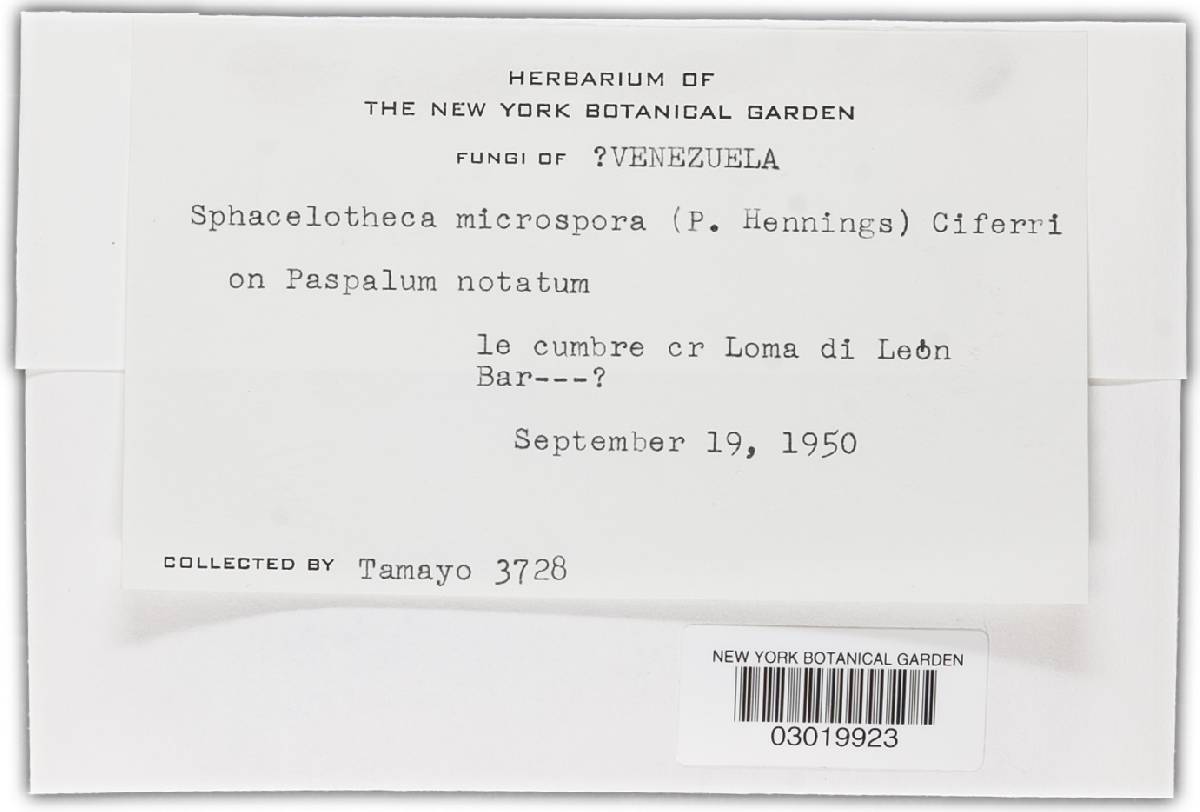 HERBARIUM OF
THE NEW YORK BOTANICAL GARDEN
FUNGI OF ?VENEZUELA
Sphacelotheca microspora (P. Hennings) Ciferri
on Paspalum notatum
le cumbre cr Loma di León
Bar---?
September 19, 1950
COLLECTED BY Tamayo 3728
NEW YORK BOTANICAL GARDEN
03019923